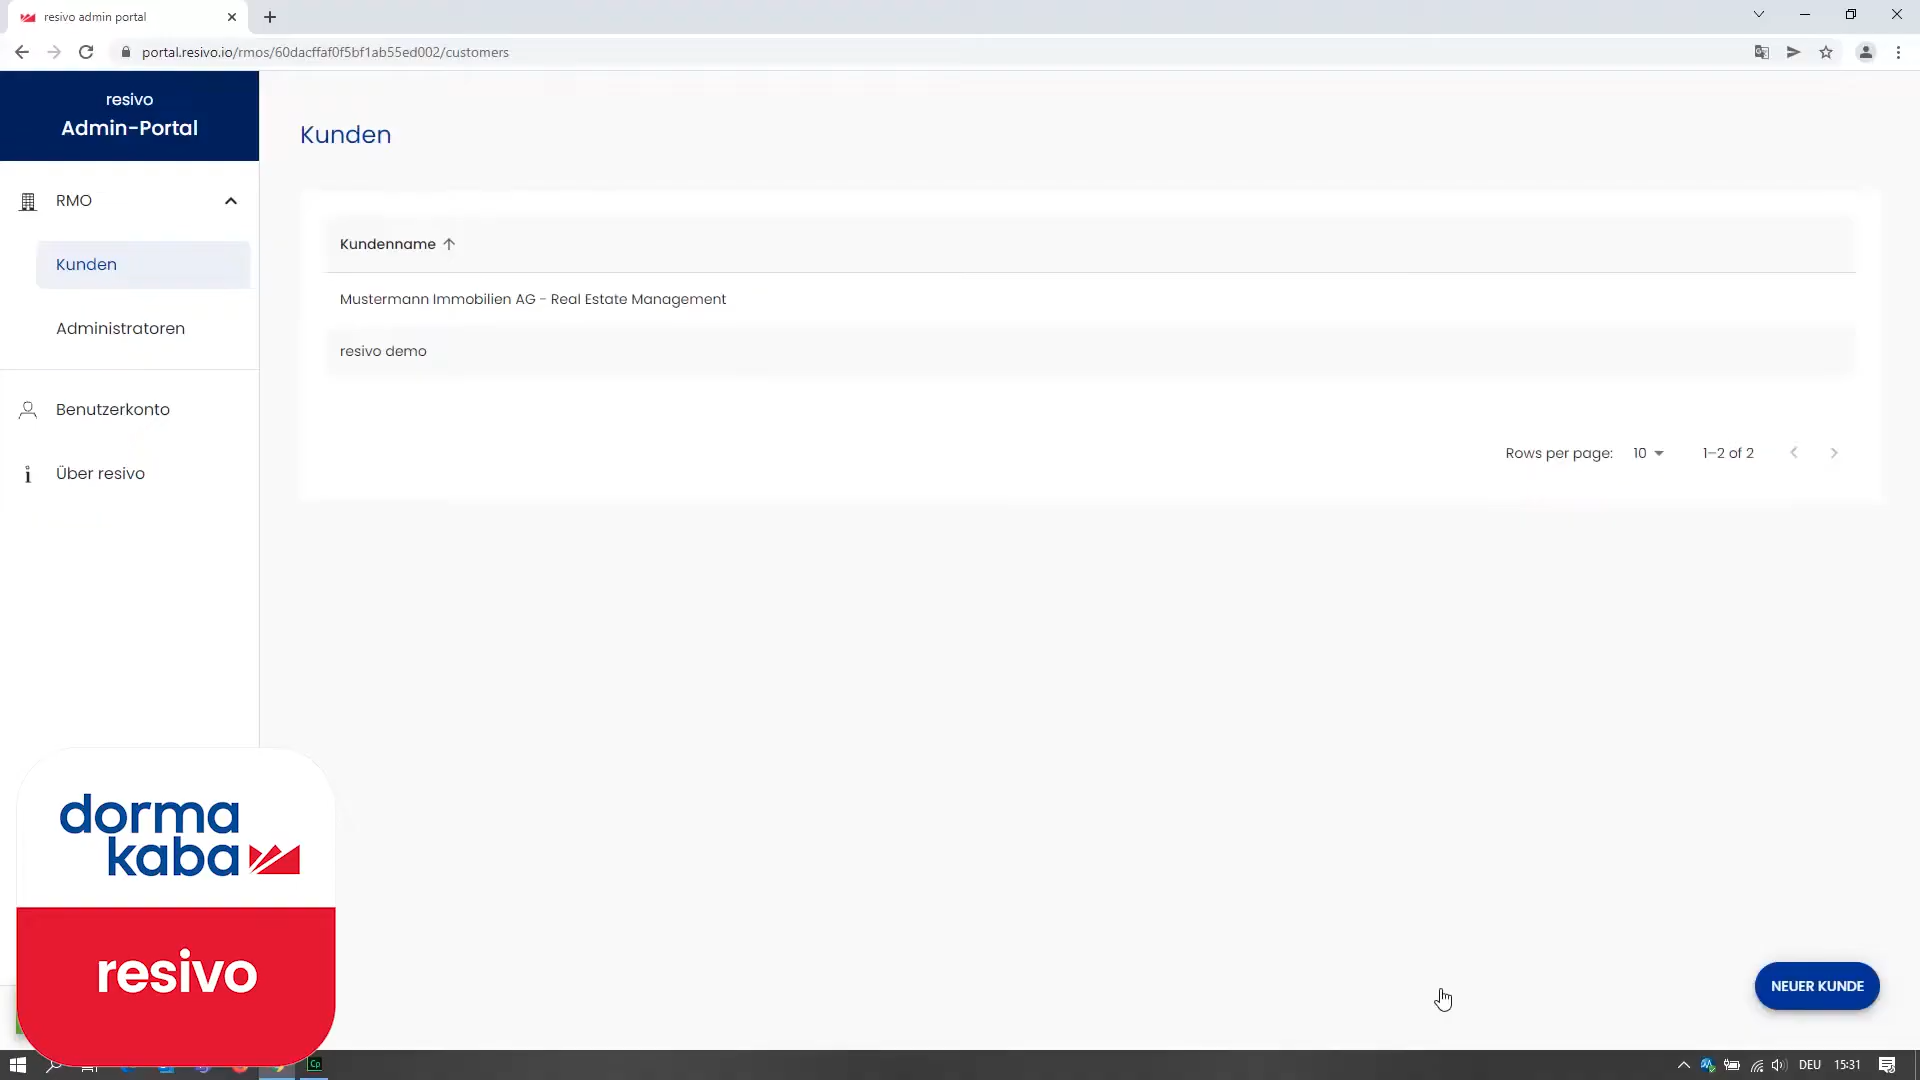 resivo admin portal
portal.resivo.io/rmos/60dacffaf0f5bf1ab55ed002/customers
resivo
Admin-Portal
RMO
Kunden
Administratoren
Benutzerkonto
i Über resivo
Kunden
Kundenname
Mustermann Immobilien AG - Real Estate Management
resivo demo
Rows per page: 10 1–2 of 2
NEUER KUNDE
dorma
kaba
resivo
Cp
DEU 15:31